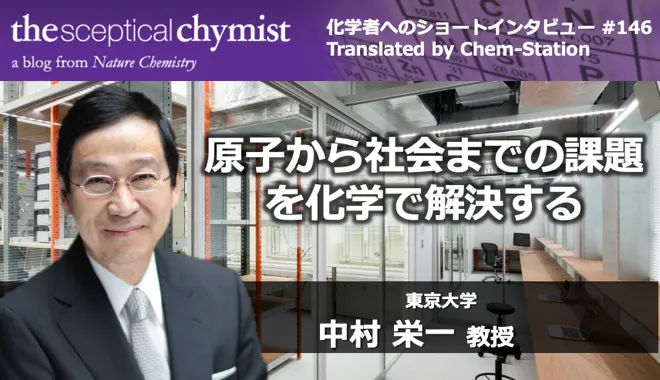 thescepticalchymist
a blog from Nature Chemistry
化学者へのショートインタビュー #146
Translated by Chem-Station
原子から社会までの課題
を化学で解決する
東京大学
中村 栄一 教授